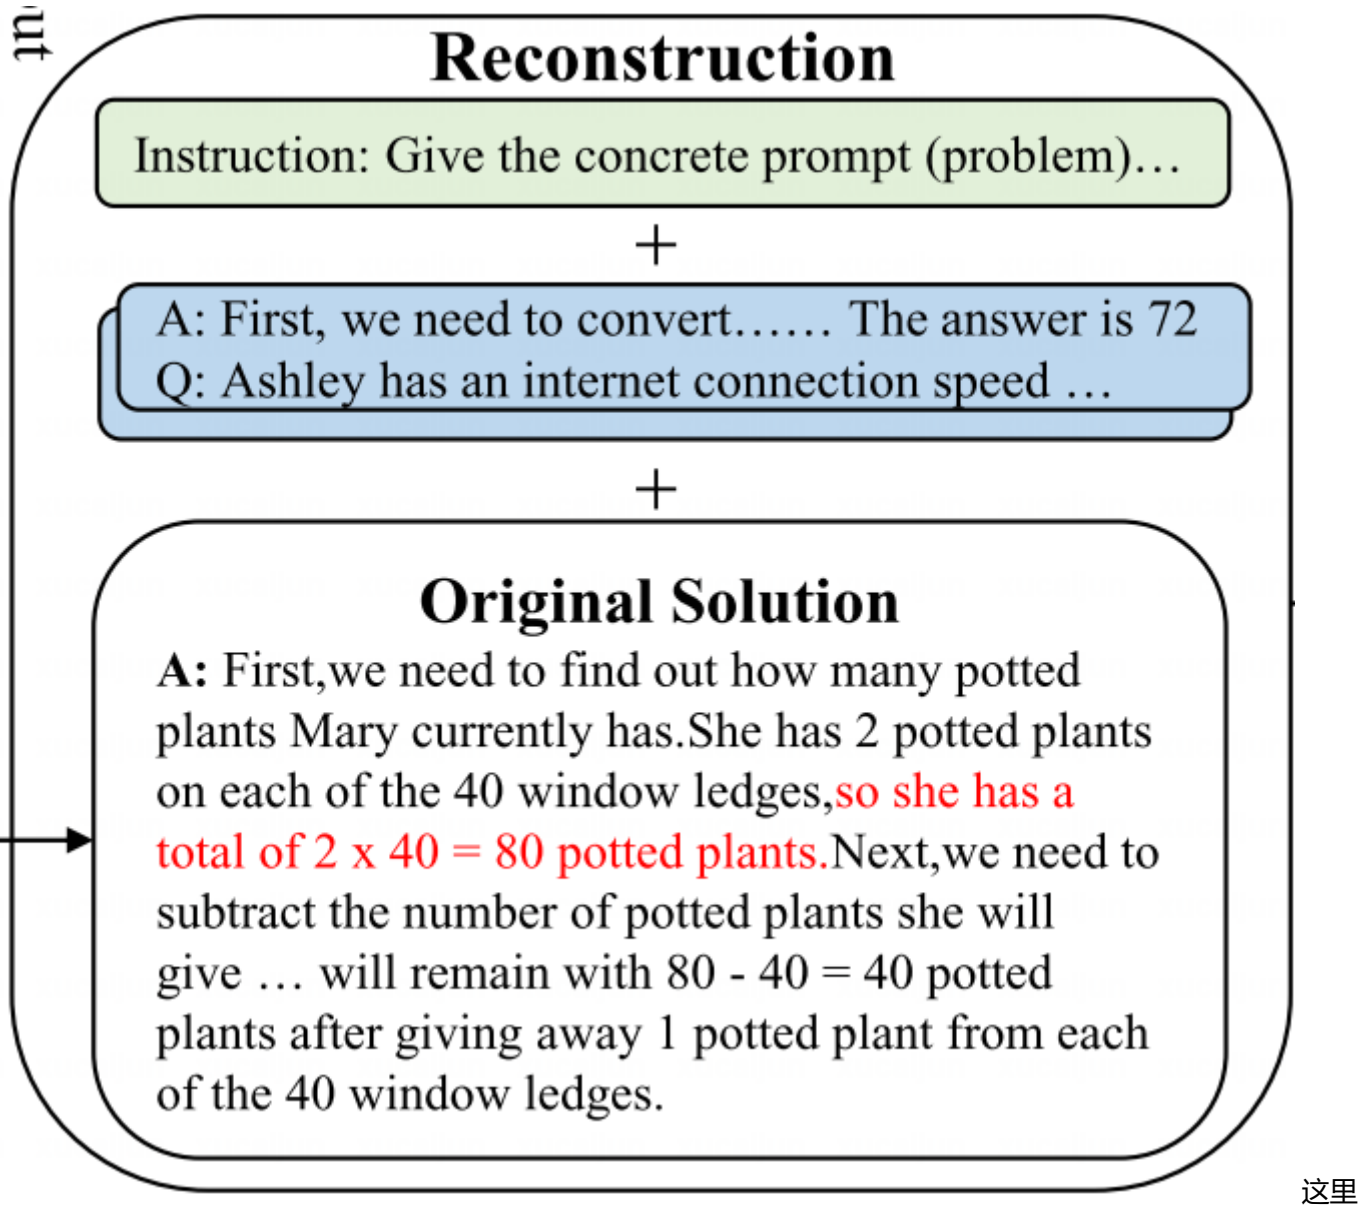 ut
Reconstruction
Instruction: Give the concrete prompt (problem)…
+
A: First, we need to convert…… The answer is 72
Q: Ashley has an internet connection speed …
+
Original Solution
A: First,we need to find out how many potted
plants Mary currently has.She has 2 potted plants
on each of the 40 window ledges,so she has a
total of 2 x 40 = 80 potted plants.Next,we need to
subtract the number of potted plants she will
give … will remain with 80 - 40 = 40 potted
plants after giving away 1 potted plant from each
of the 40 window ledges.
这里